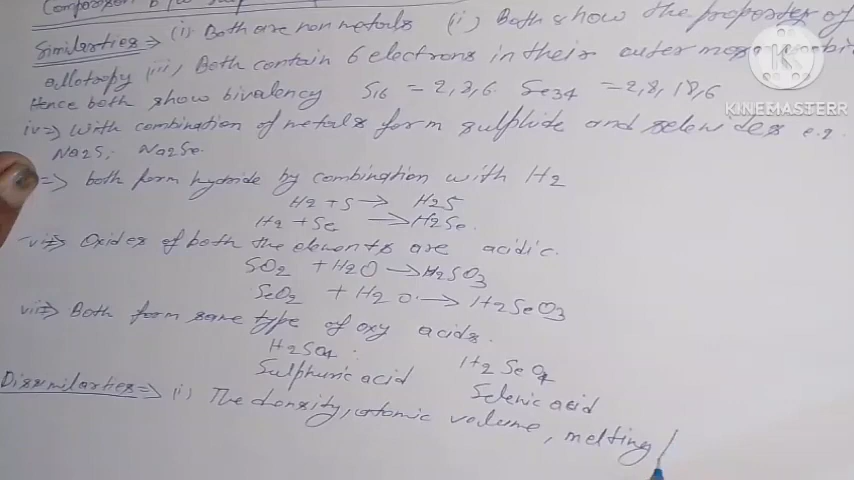 Similarties => (i) Both are non metals (i) Both show the properter of
allotropy (iii) Both contain 6 electrons in their outer most
Hence both show bivalency S16 = 2,8,6 Se34 = 2,8,18,6
iv=> With combination of metals form sulphide and selenides e.g.
Na2S, Na2Se.
=> both form hydride by combination with H2
H2 + S -> H2S
H2 + Se -> H2Se.
vi=> Oxides of both the elements are acidic.
SO2 + H2O -> H2SO3
SeO2 + H2O -> H2SeO3
vii=> Both form same type of oxy acids.
H2SO4 H2SeO4
Sulphuric acid Selenic acid
Dissimilarties => (i) The density, atomic volume, melting /
KINEMASTER